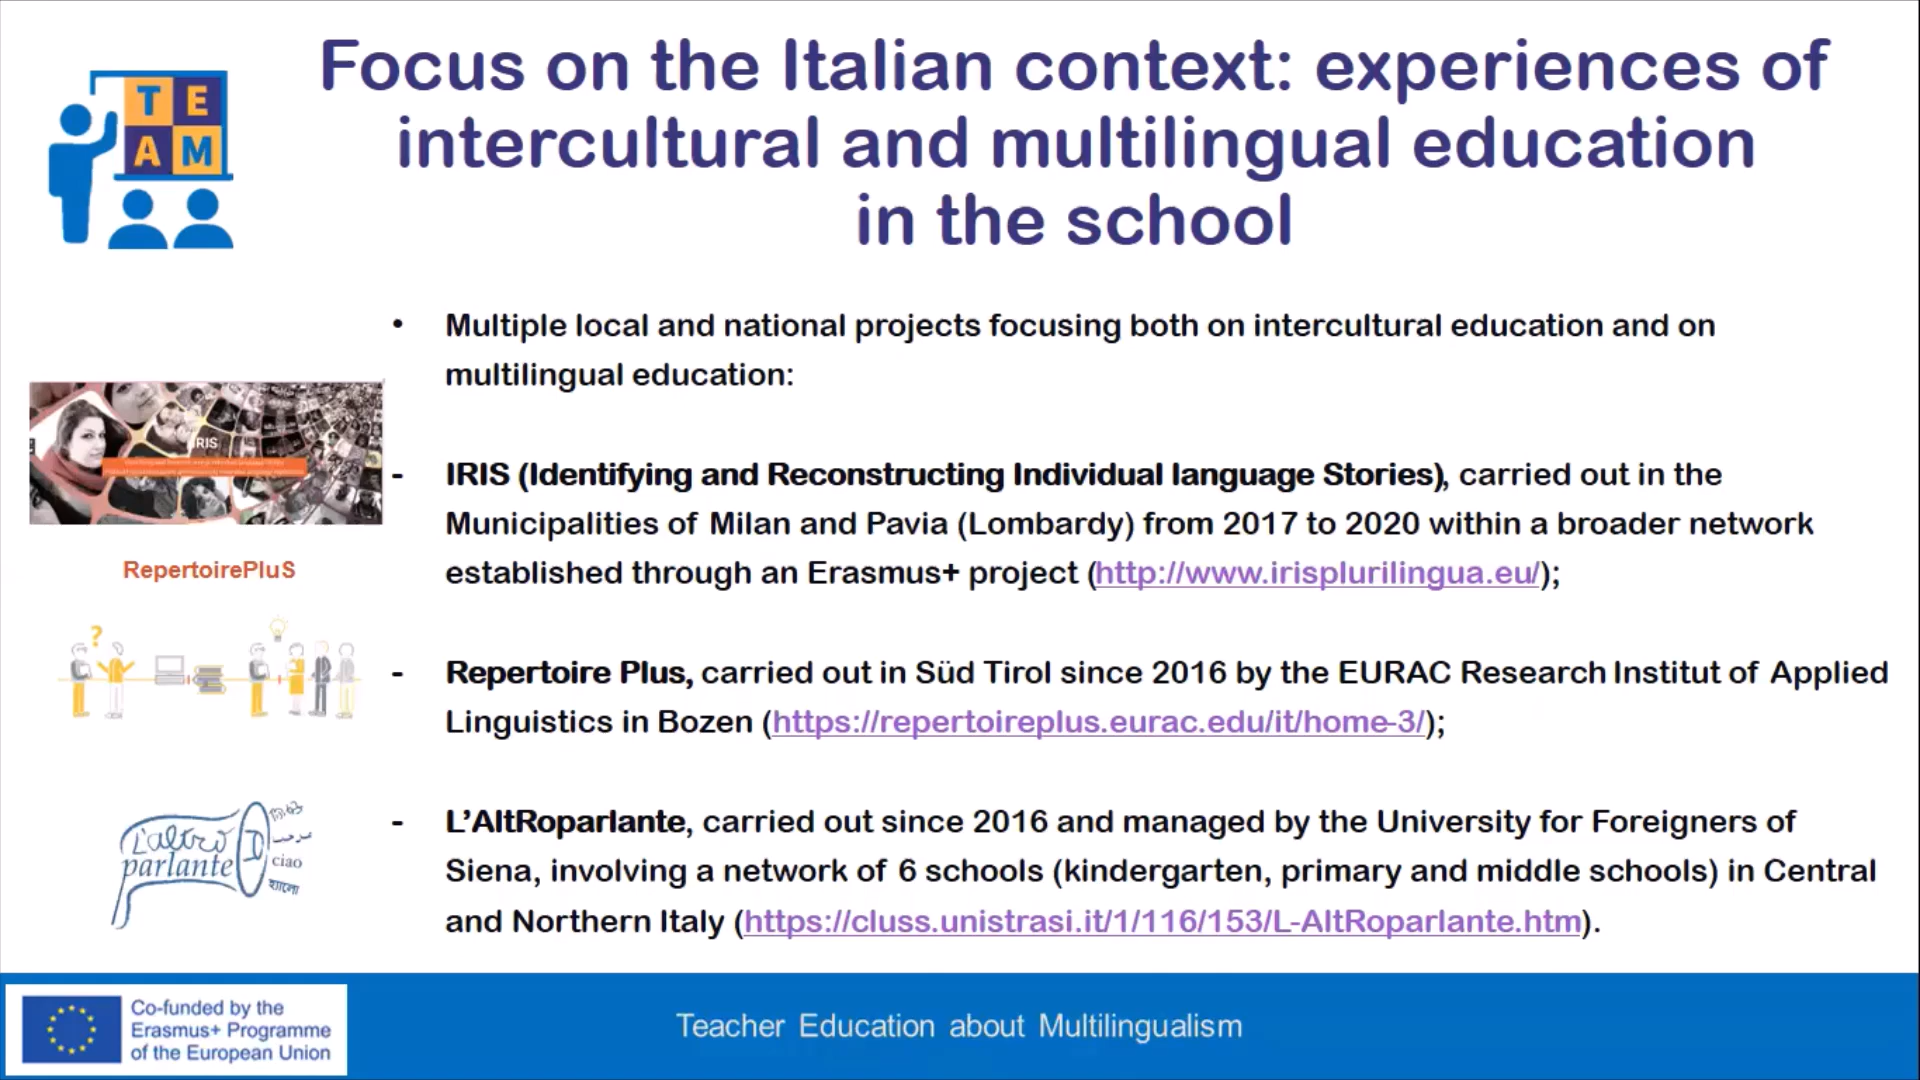 T E
A M
Focus on the Italian context: experiences of
intercultural and multilingual education
in the school
• Multiple local and national projects focusing both on intercultural education and on
multilingual education:
IRIS
- IRIS (Identifying and Reconstructing Individual language Stories), carried out in the
Municipalities of Milan and Pavia (Lombardy) from 2017 to 2020 within a broader network
established through an Erasmus+ project (http://www.irisplurilingua.eu/);
RepertoirePluS
?
- Repertoire Plus, carried out in Süd Tirol since 2016 by the EURAC Research Institut of Applied
Linguistics in Bozen (https://repertoireplus.eurac.edu/it/home-3/);
L'altro
parlante
ciao
- L’AltRoparlante, carried out since 2016 and managed by the University for Foreigners of
Siena, involving a network of 6 schools (kindergarten, primary and middle schools) in Central
and Northern Italy (https://cluss.unistrasi.it/1/116/153/L-AltRoparlante.htm).
Co-funded by the
Erasmus+ Programme
of the European Union
Teacher Education about Multilingualism